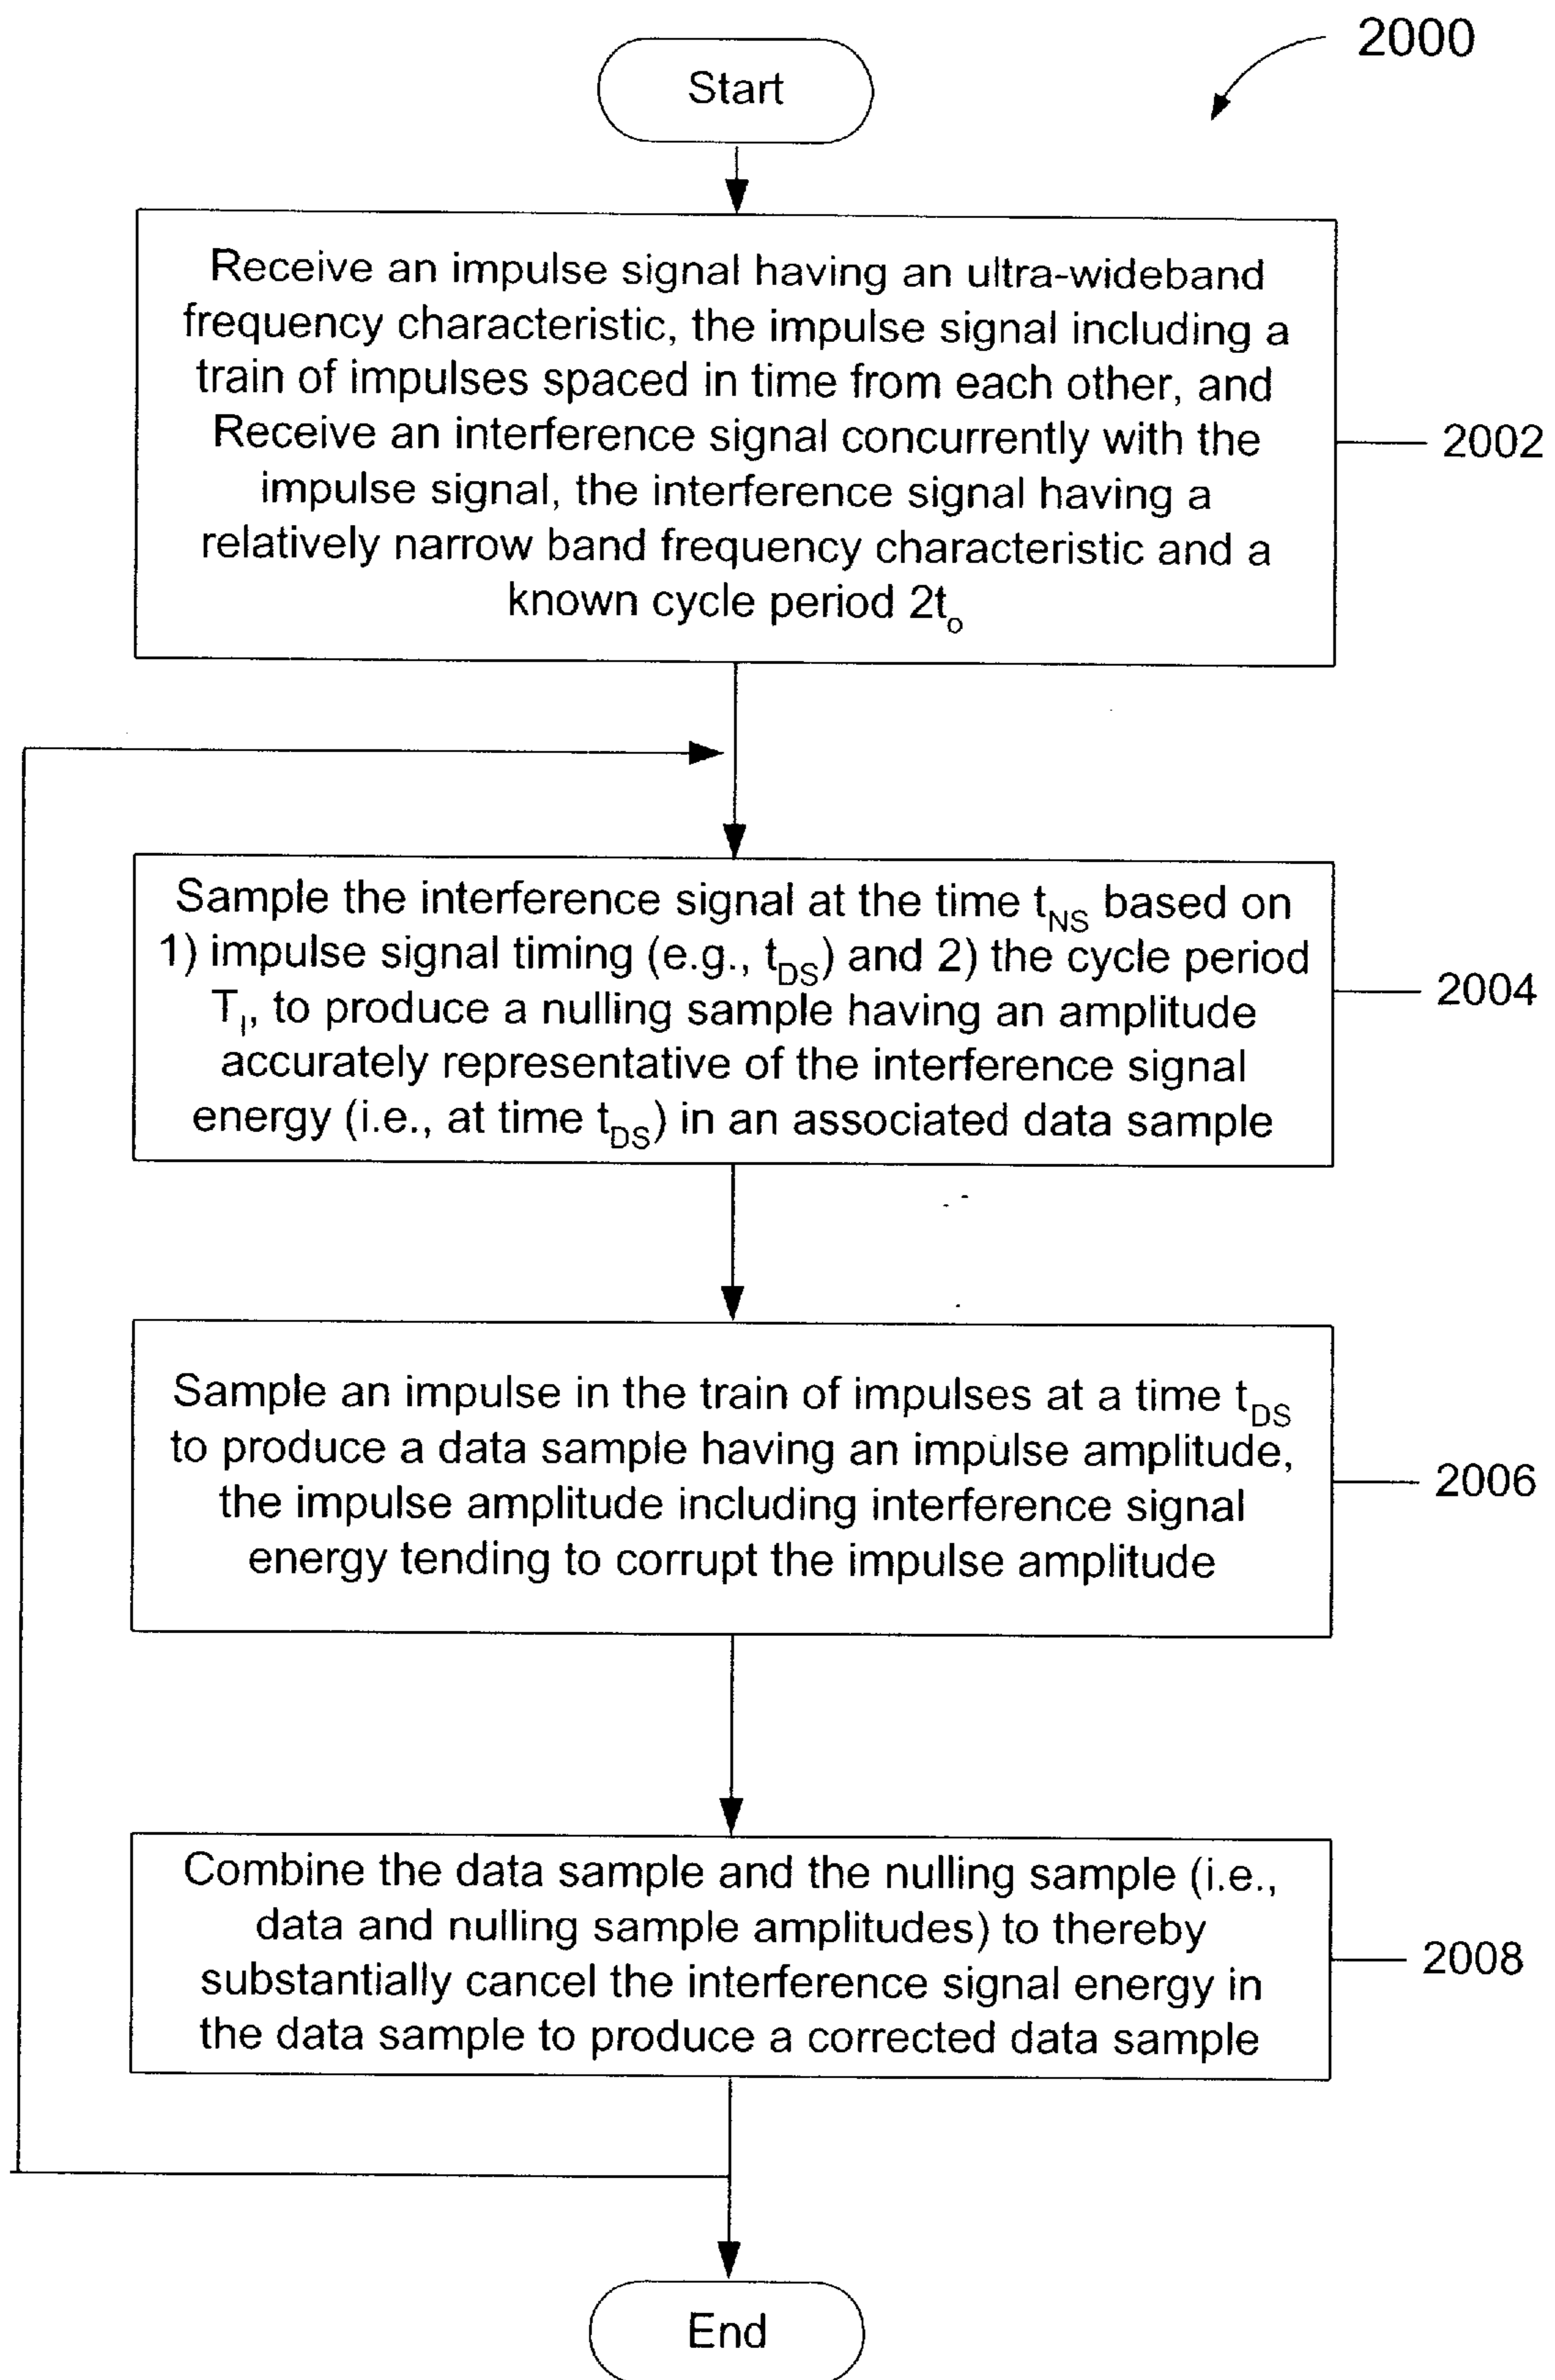 2000
Start
Receive an impulse signal having an ultra-wideband
frequency characteristic, the impulse signal including a
train of impulses spaced in time from each other, and
Receive an interference signal concurrently with the
impulse signal, the interference signal having a
relatively narrow band frequency characteristic and a
known cycle period 2t₀
2002
Sample the interference signal at the time t_NS based on
1) impulse signal timing (e.g., t_DS) and 2) the cycle period
T_I, to produce a nulling sample having an amplitude
accurately representative of the interference signal
energy (i.e., at time t_DS) in an associated data sample
2004
Sample an impulse in the train of impulses at a time t_DS
to produce a data sample having an impulse amplitude,
the impulse amplitude including interference signal
energy tending to corrupt the impulse amplitude
2006
Combine the data sample and the nulling sample (i.e.,
data and nulling sample amplitudes) to thereby
substantially cancel the interference signal energy in
the data sample to produce a corrected data sample
2008
End